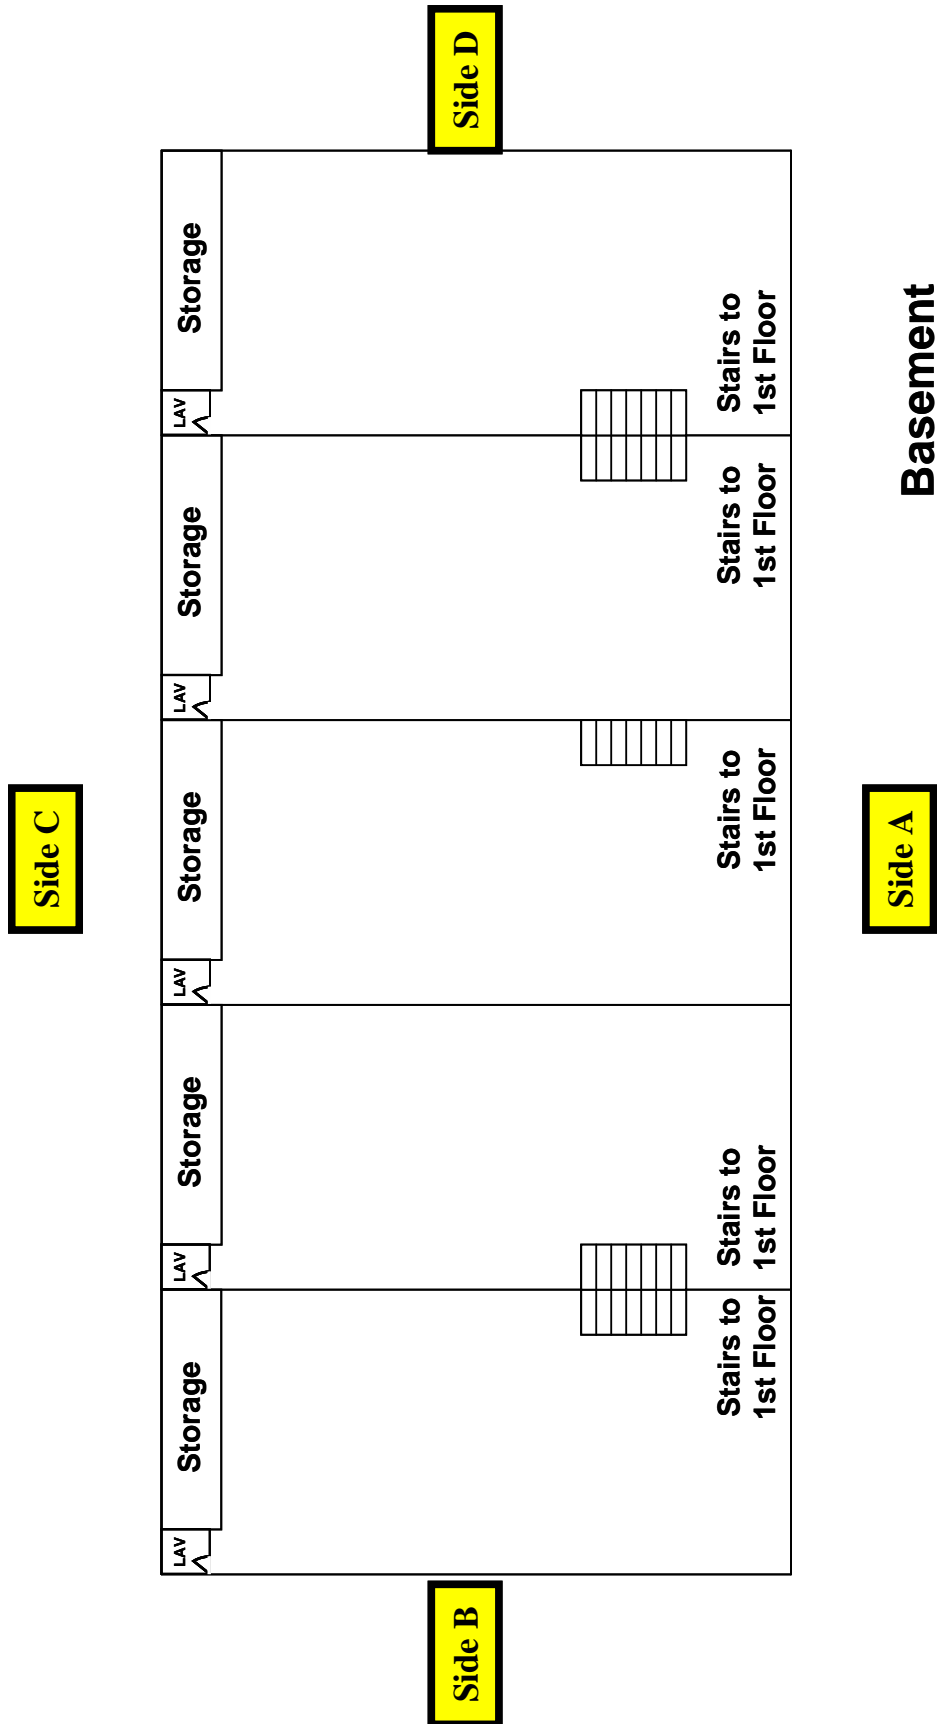 Side C
Storage
Storage
Storage
Storage
Storage
LAV
LAV
LAV
LAV
LAV
Side B
Side D
Stairs to
1st Floor
Stairs to
1st Floor
Stairs to
1st Floor
Stairs to
1st Floor
Stairs to
1st Floor
Side A
Basement